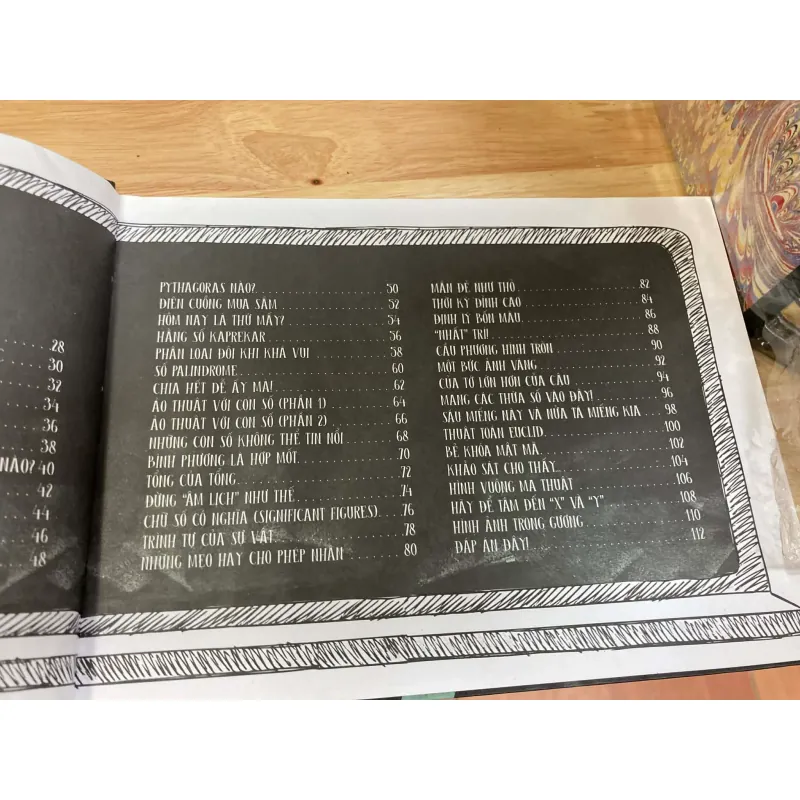 28
30
32
34
36
38
NÀO? 40
42
44
46
48
PYTHAGORAS NÀO? 50
ĐIÊN CUỒNG MUA SẮM 52
HÔM NAY LÀ THỨ MẤY? 54
HẰNG SỐ KAPREKAR 56
PHÂN LOẠI ĐÔI KHI KHÁ VUI 58
SỐ PALINDROME 60
CHIA HẾT DỄ ẤY MÀ! 62
ẢO THUẬT VỚI CON SỐ (PHẦN 1) 64
ẢO THUẬT VỚI CON SỐ (PHẦN 2) 66
NHỮNG CON SỐ KHÔNG THỂ TIN NỔI 68
BÌNH PHƯƠNG LÀ HỢP MỐT 70
TỔNG CỦA TỔNG 72
ĐỪNG "ÂM LỊCH" NHƯ THẾ 74
CHỮ SỐ CÓ NGHĨA (SIGNIFICANT FIGURES) 76
TRÌNH TỰ CỦA SỰ VẬT 78
NHỮNG MẸO HAY CHO PHÉP NHÂN 80
MẮN ĐẺ NHƯ THỎ 82
THỜI KỲ ĐỈNH CAO 84
ĐỊNH LÝ BỐN MÀU 86
"NHẤT" TRÍ! 88
CẦU PHƯƠNG HÌNH TRÒN 90
MỘT BỨC ẢNH VÀNG 92
CỦA TỚ LỚN HƠN CỦA CẬU 94
MANG CÁC THỪA SỐ VÀO ĐÂY! 96
SÁU MIẾNG NÀY VÀ NỬA TÁ MIẾNG KIA 98
THUẬT TOÁN EUCLID 100
BẺ KHÓA MẬT MÃ 102
KHẢO SÁT CHO THẤY 104
HÌNH VUÔNG MA THUẬT 106
HÃY ĐỂ TÂM ĐẾN "X" VÀ "Y" 108
HÌNH ẢNH TRONG GƯƠNG 110
ĐÁP ÁN ĐÂY! 112